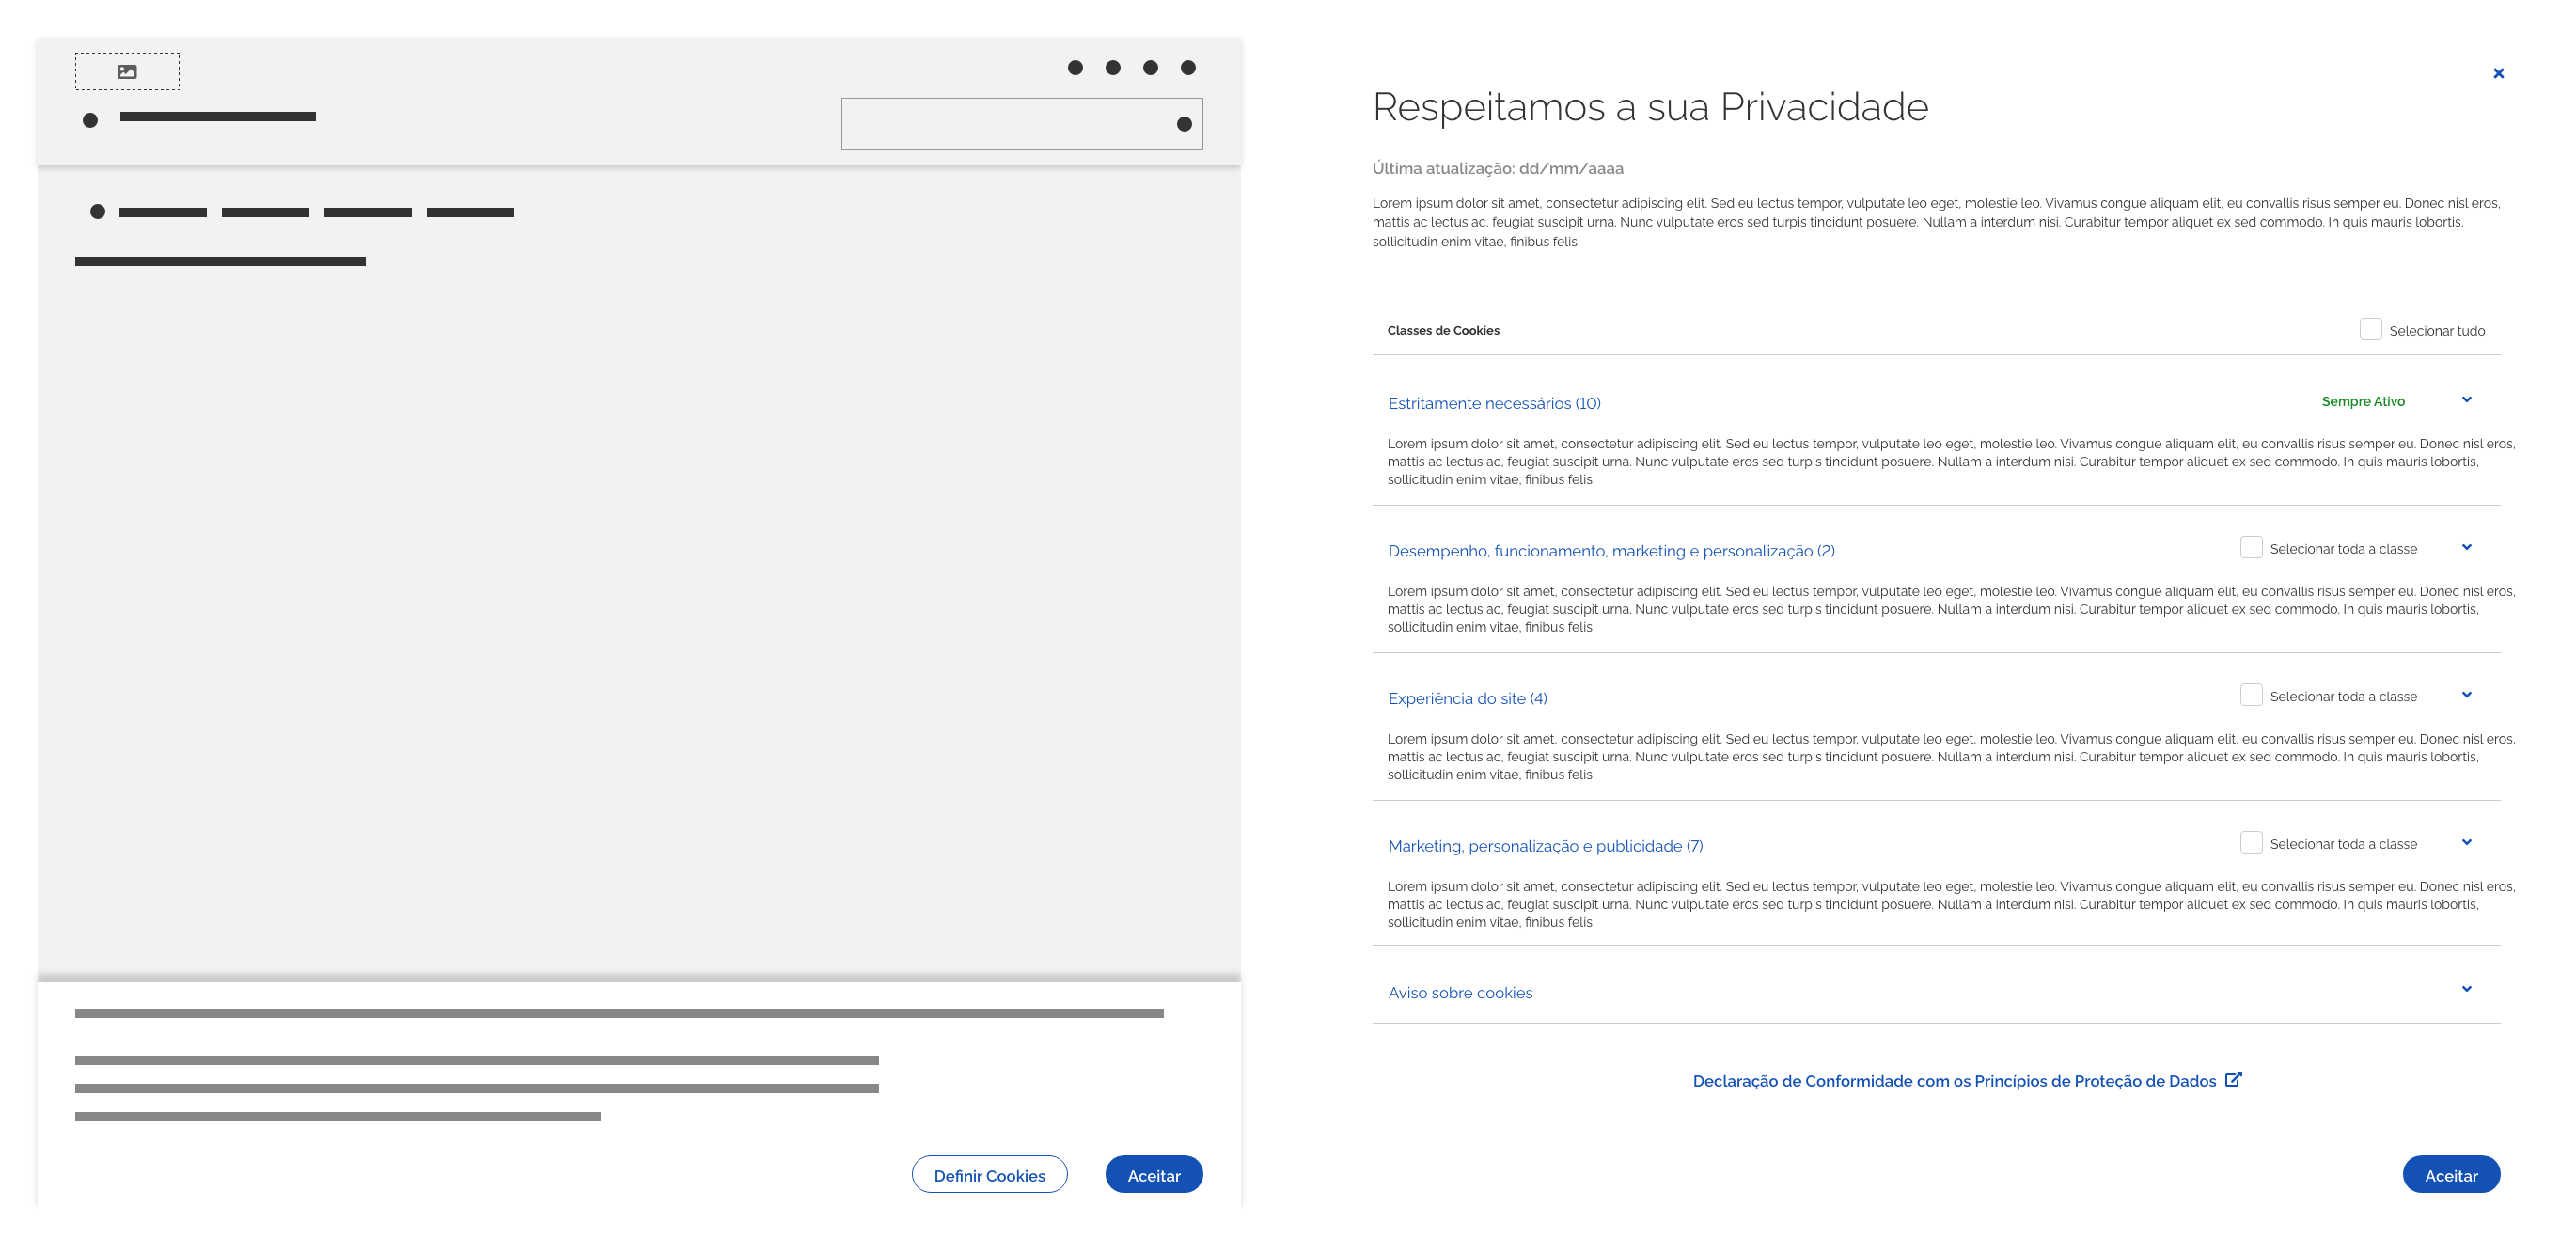 Definir Cookies
Aceitar
Respeitamos a sua Privacidade
Última atualização: dd/mm/aaaa
Lorem ipsum dolor sit amet, consectetur adipiscing elit. Sed eu lectus tempor, vulputate leo eget, molestie leo. Vivamus congue aliquam elit, eu convallis risus semper eu. Donec nisl eros,
mattis ac lectus ac, feugiat suscipit urna. Nunc vulputate eros sed turpis tincidunt posuere. Nullam a interdum nisi. Curabitur tempor aliquet ex sed commodo. In quis mauris lobortis,
sollicitudin enim vitae, finibus felis.
Classes de Cookies
Selecionar tudo
Estritamente necessários (10)
Sempre Ativo
Lorem ipsum dolor sit amet, consectetur adipiscing elit. Sed eu lectus tempor, vulputate leo eget, molestie leo. Vivamus congue aliquam elit, eu convallis risus semper eu. Donec nisl eros,
mattis ac lectus ac, feugiat suscipit urna. Nunc vulputate eros sed turpis tincidunt posuere. Nullam a interdum nisi. Curabitur tempor aliquet ex sed commodo. In quis mauris lobortis,
sollicitudin enim vitae, finibus felis.
Desempenho, funcionamento, marketing e personalização (2)
Selecionar toda a classe
Lorem ipsum dolor sit amet, consectetur adipiscing elit. Sed eu lectus tempor, vulputate leo eget, molestie leo. Vivamus congue aliquam elit, eu convallis risus semper eu. Donec nisl eros,
mattis ac lectus ac, feugiat suscipit urna. Nunc vulputate eros sed turpis tincidunt posuere. Nullam a interdum nisi. Curabitur tempor aliquet ex sed commodo. In quis mauris lobortis,
sollicitudin enim vitae, finibus felis.
Experiência do site (4)
Selecionar toda a classe
Lorem ipsum dolor sit amet, consectetur adipiscing elit. Sed eu lectus tempor, vulputate leo eget, molestie leo. Vivamus congue aliquam elit, eu convallis risus semper eu. Donec nisl eros,
mattis ac lectus ac, feugiat suscipit urna. Nunc vulputate eros sed turpis tincidunt posuere. Nullam a interdum nisi. Curabitur tempor aliquet ex sed commodo. In quis mauris lobortis,
sollicitudin enim vitae, finibus felis.
Marketing, personalização e publicidade (7)
Selecionar toda a classe
Lorem ipsum dolor sit amet, consectetur adipiscing elit. Sed eu lectus tempor, vulputate leo eget, molestie leo. Vivamus congue aliquam elit, eu convallis risus semper eu. Donec nisl eros,
mattis ac lectus ac, feugiat suscipit urna. Nunc vulputate eros sed turpis tincidunt posuere. Nullam a interdum nisi. Curabitur tempor aliquet ex sed commodo. In quis mauris lobortis,
sollicitudin enim vitae, finibus felis.
Aviso sobre cookies
Declaração de Conformidade com os Princípios de Proteção de Dados
Aceitar